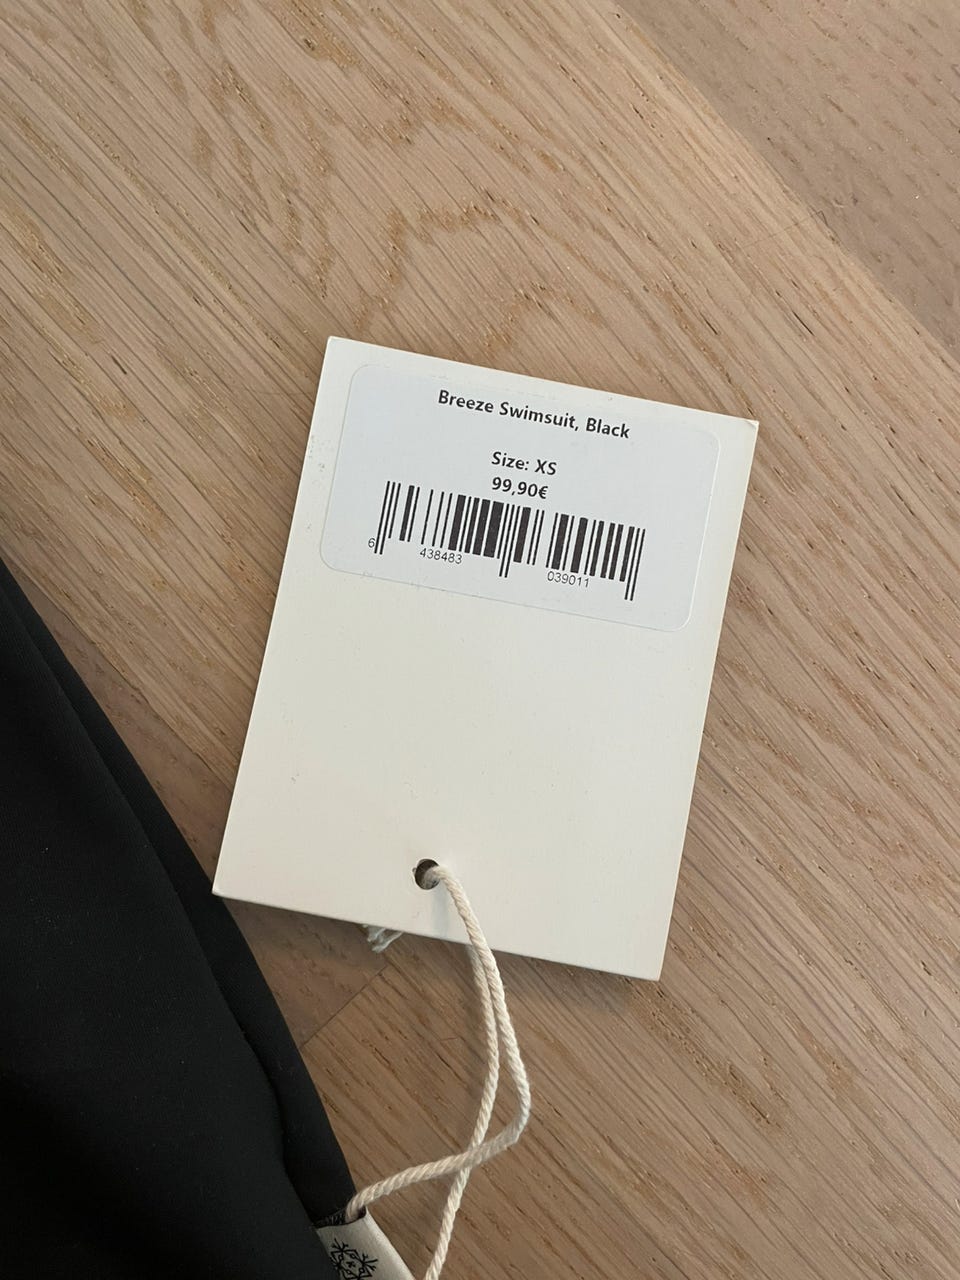 Breeze Swimsuit, Black
Size: XS
99,90€
6 438483 039011